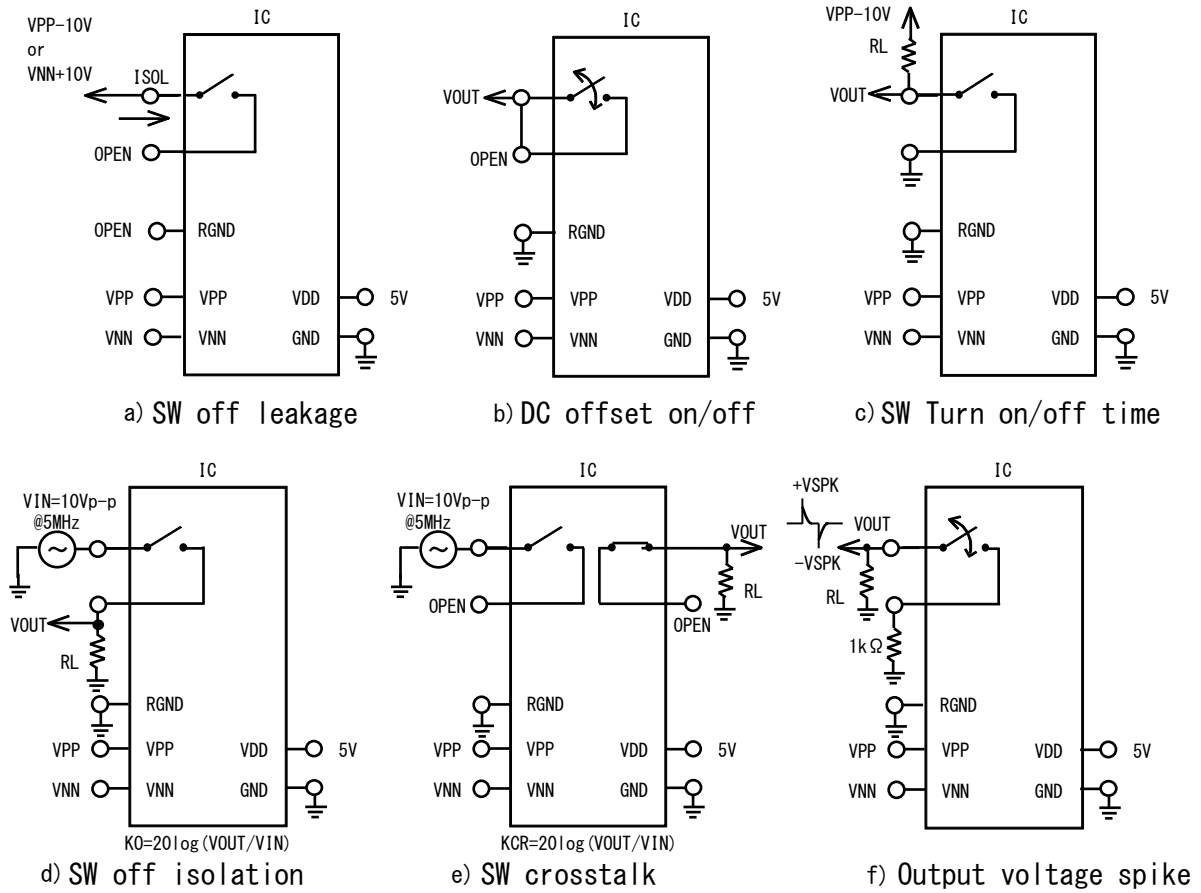 IC
VPP-10V
or
VNN+10V
ISOL
OPEN
OPEN
RGND
VPP
VPP
VDD
5V
VNN
VNN
GND
a) SW off leakage
IC
VOUT
OPEN
RGND
VPP
VPP
VDD
5V
VNN
VNN
GND
b) DC offset on/off
VPP-10V
IC
RL
VOUT
RGND
VPP
VPP
VDD
5V
VNN
VNN
GND
c) SW Turn on/off time
IC
VIN=10Vp-p
@5MHz
~
VOUT
RL
RGND
VPP
VPP
VDD
5V
VNN
VNN
GND
KO=20log(VOUT/VIN)
d) SW off isolation
IC
VIN=10Vp-p
@5MHz
~
VOUT
RL
OPEN
OPEN
RGND
VPP
VPP
VDD
5V
VNN
VNN
GND
KCR=20log(VOUT/VIN)
e) SW crosstalk
IC
+VSPK
VOUT
-VSPK
RL
1kΩ
RGND
VPP
VPP
VDD
5V
VNN
VNN
GND
f) Output voltage spike